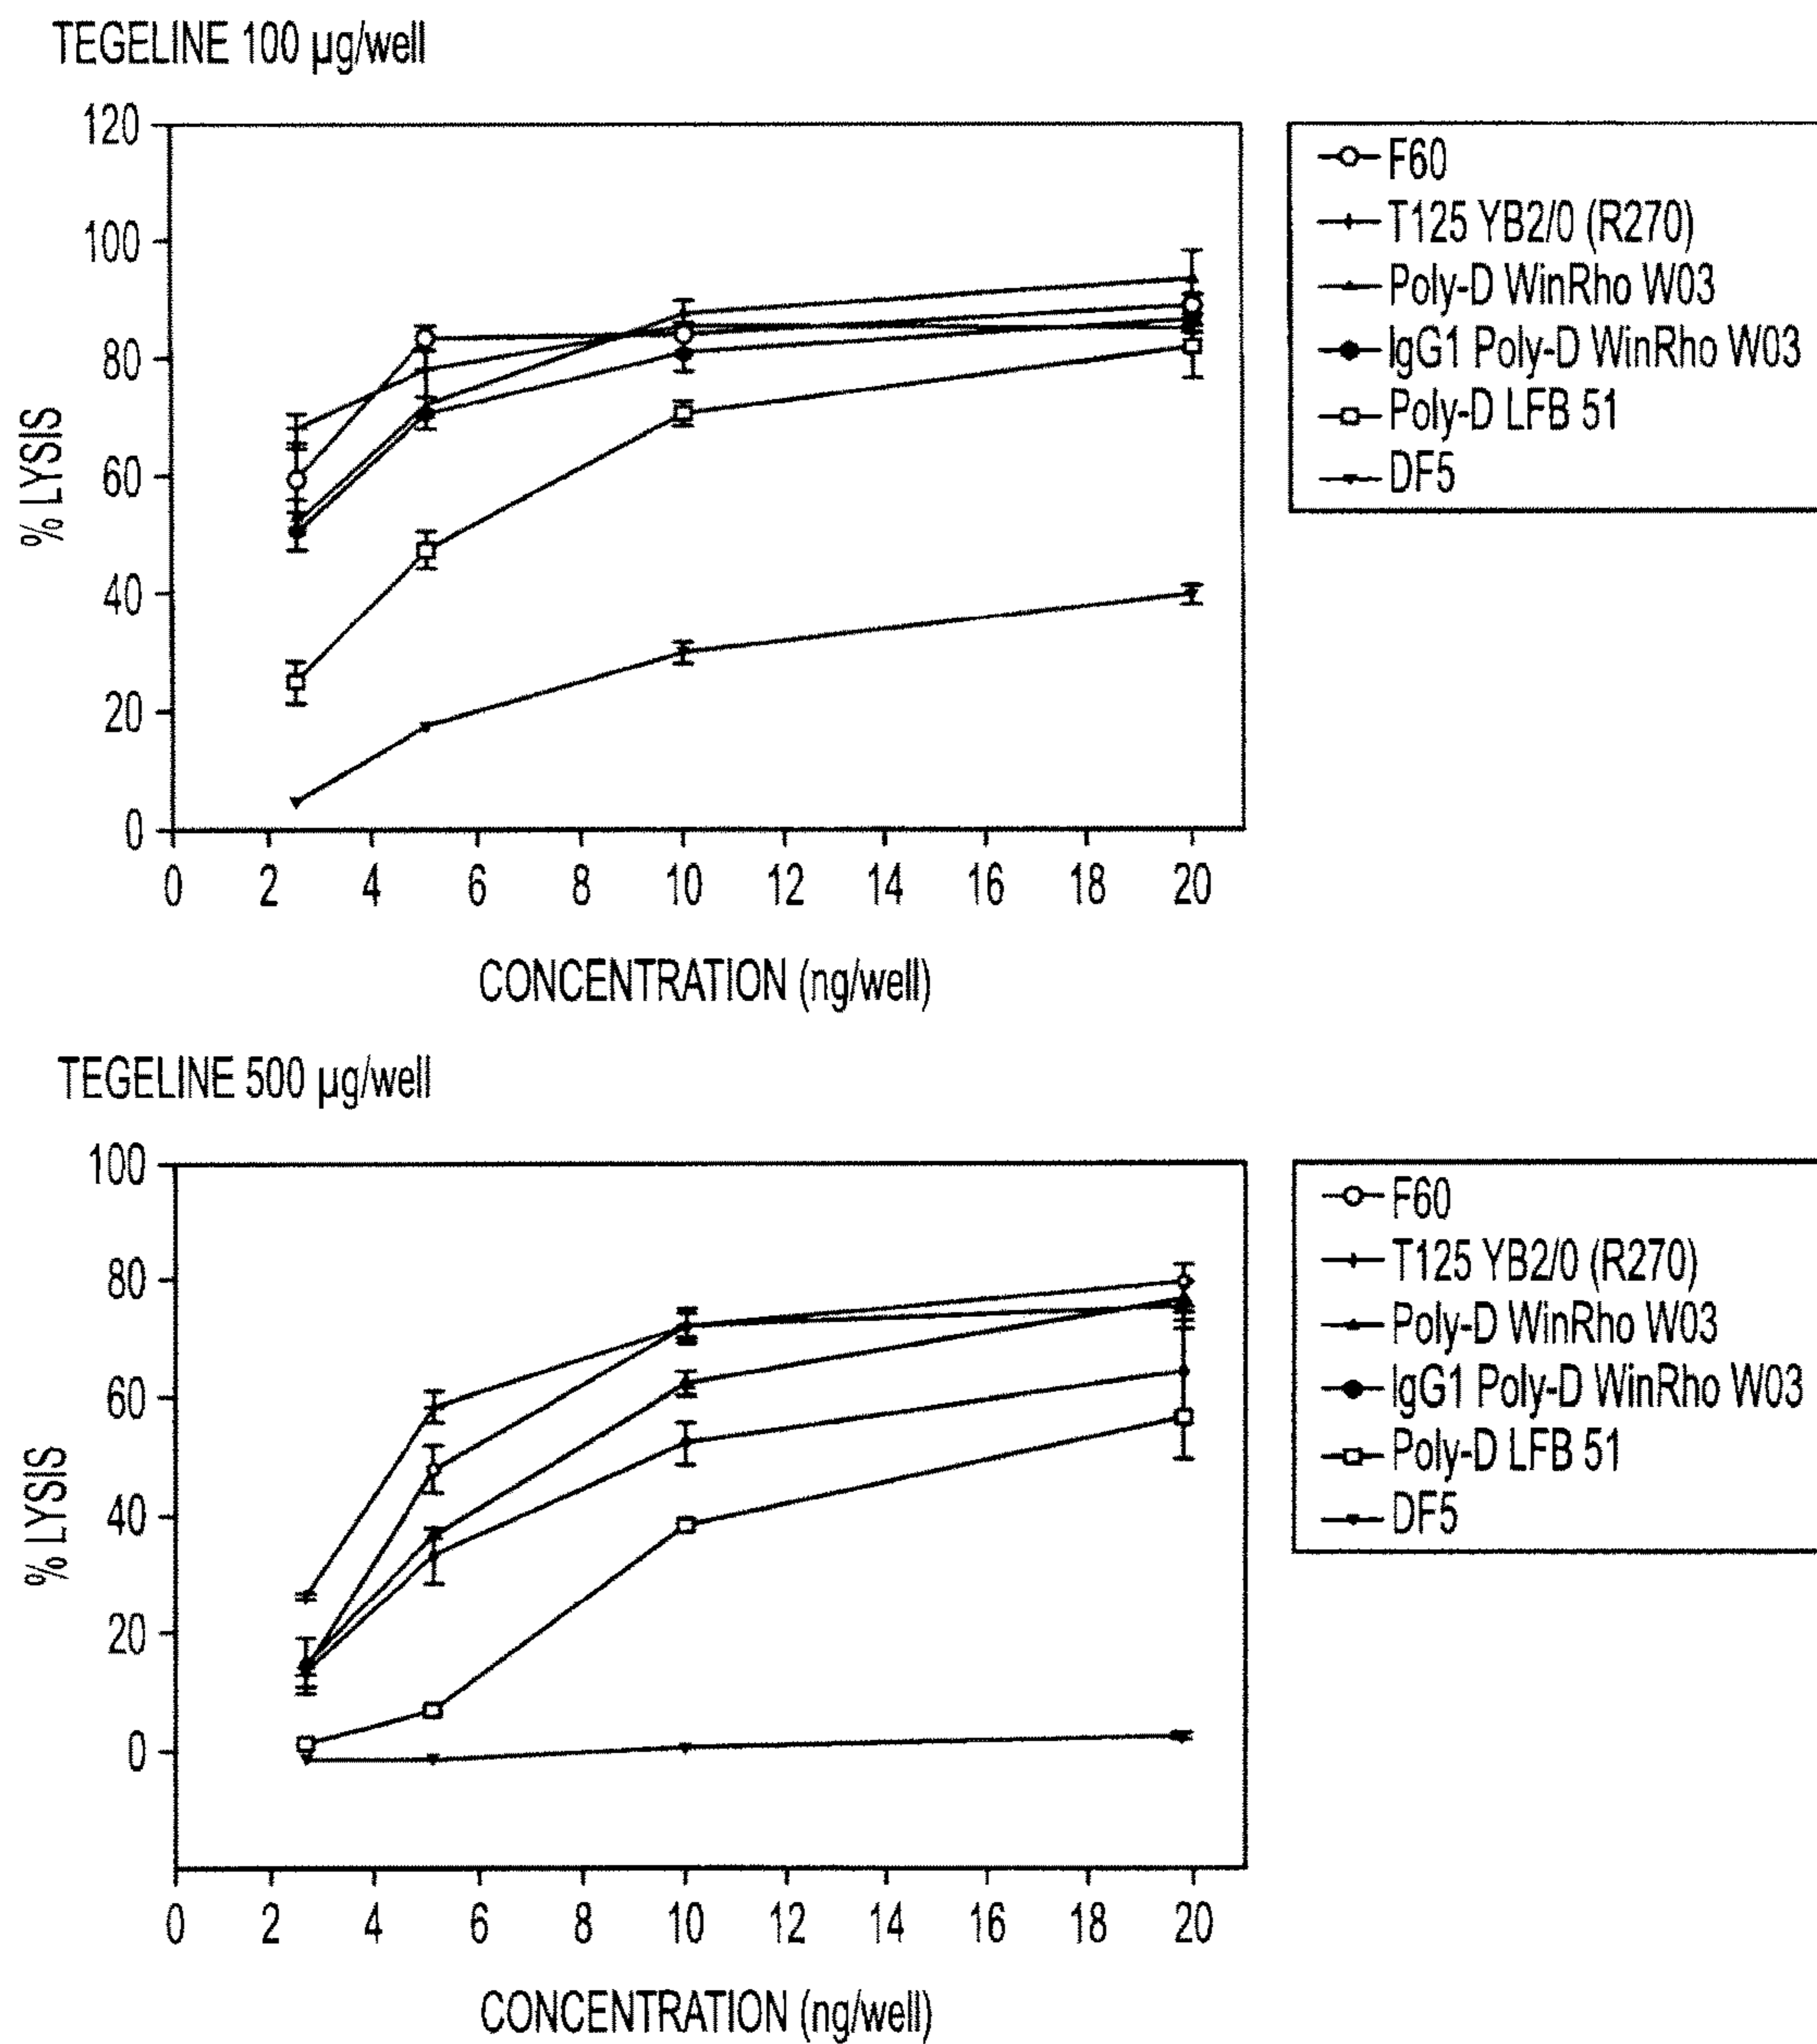 TEGELINE 100 µg/well
120
100
80
60
40
20
0
% LYSIS
0 2 4 6 8 10 12 14 16 18 20
CONCENTRATION (ng/well)
F60
T125 YB2/0 (R270)
Poly-D WinRho W03
IgG1 Poly-D WinRho W03
Poly-D LFB 51
DF5
TEGELINE 500 µg/well
100
80
60
40
20
0
% LYSIS
0 2 4 6 8 10 12 14 16 18 20
CONCENTRATION (ng/well)
F60
T125 YB2/0 (R270)
Poly-D WinRho W03
IgG1 Poly-D WinRho W03
Poly-D LFB 51
DF5